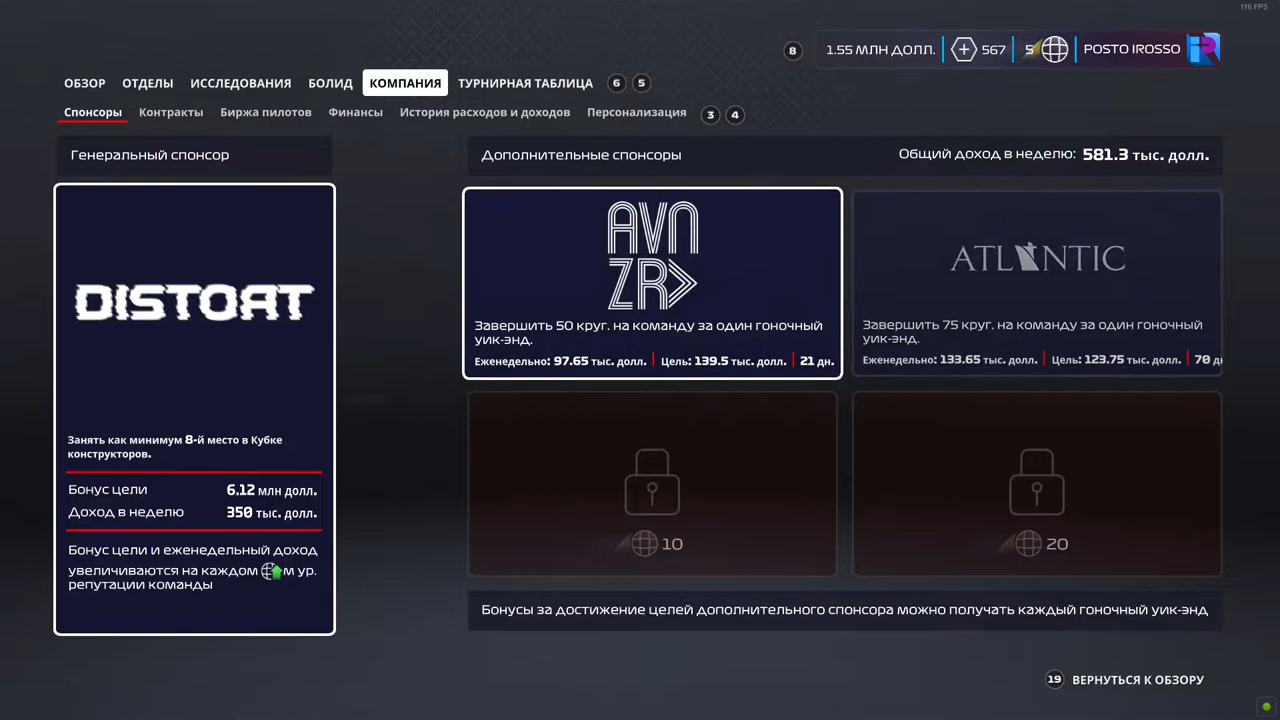 116 FPS
8 1.55 МЛН ДОЛЛ. 567 5 POSTO IROSSO
ОБЗОР ОТДЕЛЫ ИССЛЕДОВАНИЯ БОЛИД КОМПАНИЯ ТУРНИРНАЯ ТАБЛИЦА 6 5
Спонсоры Контракты Биржа пилотов Финансы История расходов и доходов Персонализация 3 4
Генеральный спонсор
Дополнительные спонсоры Общий доход в неделю: 581.3 тыс. долл.
DISTORT
Занять как минимум 8-й место в Кубке
конструкторов.
Бонус цели 6.12 млн долл.
Доход в неделю 350 тыс. долл.
Бонус цели и еженедельный доход
увеличиваются на каждом м ур.
репутации команды
AVN
ZR
Завершить 50 круг. на команду за один гоночный
уик-энд.
Еженедельно: 97.65 тыс. долл. Цель: 139.5 тыс. долл. 21 дн.
ATLANTIC
Завершить 75 круг. на команду за один гоночный
уик-энд.
Еженедельно: 133.65 тыс. долл. Цель: 123.75 тыс. долл. 70 д
10
20
Бонусы за достижение целей дополнительного спонсора можно получать каждый гоночный уик-энд
19 ВЕРНУТЬСЯ К ОБЗОРУ